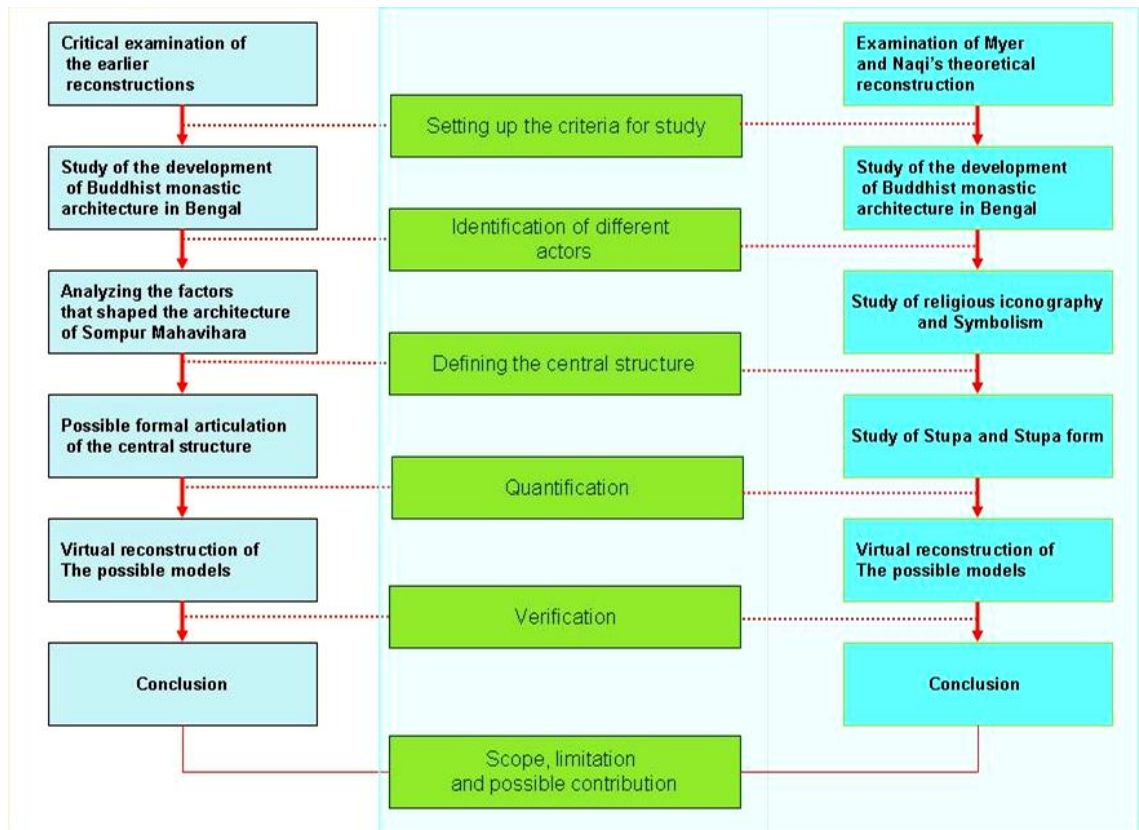 Critical examination of
the earlier
reconstructions
Examination of Myer
and Naqi's theoretical
reconstruction
Setting up the criteria for study
Study of the development
of Buddhist monastic
architecture in Bengal
Study of the development
of Buddhist monastic
architecture in Bengal
Identification of different
actors
Analyzing the factors
that shaped the architecture
of Sompur Mahavihara
Study of religious iconography
and Symbolism
Defining the central structure
Possible formal articulation
of the central structure
Study of Stupa and Stupa form
Quantification
Virtual reconstruction of
The possible models
Virtual reconstruction of
The possible models
Verification
Conclusion
Conclusion
Scope, limitation
and possible contribution